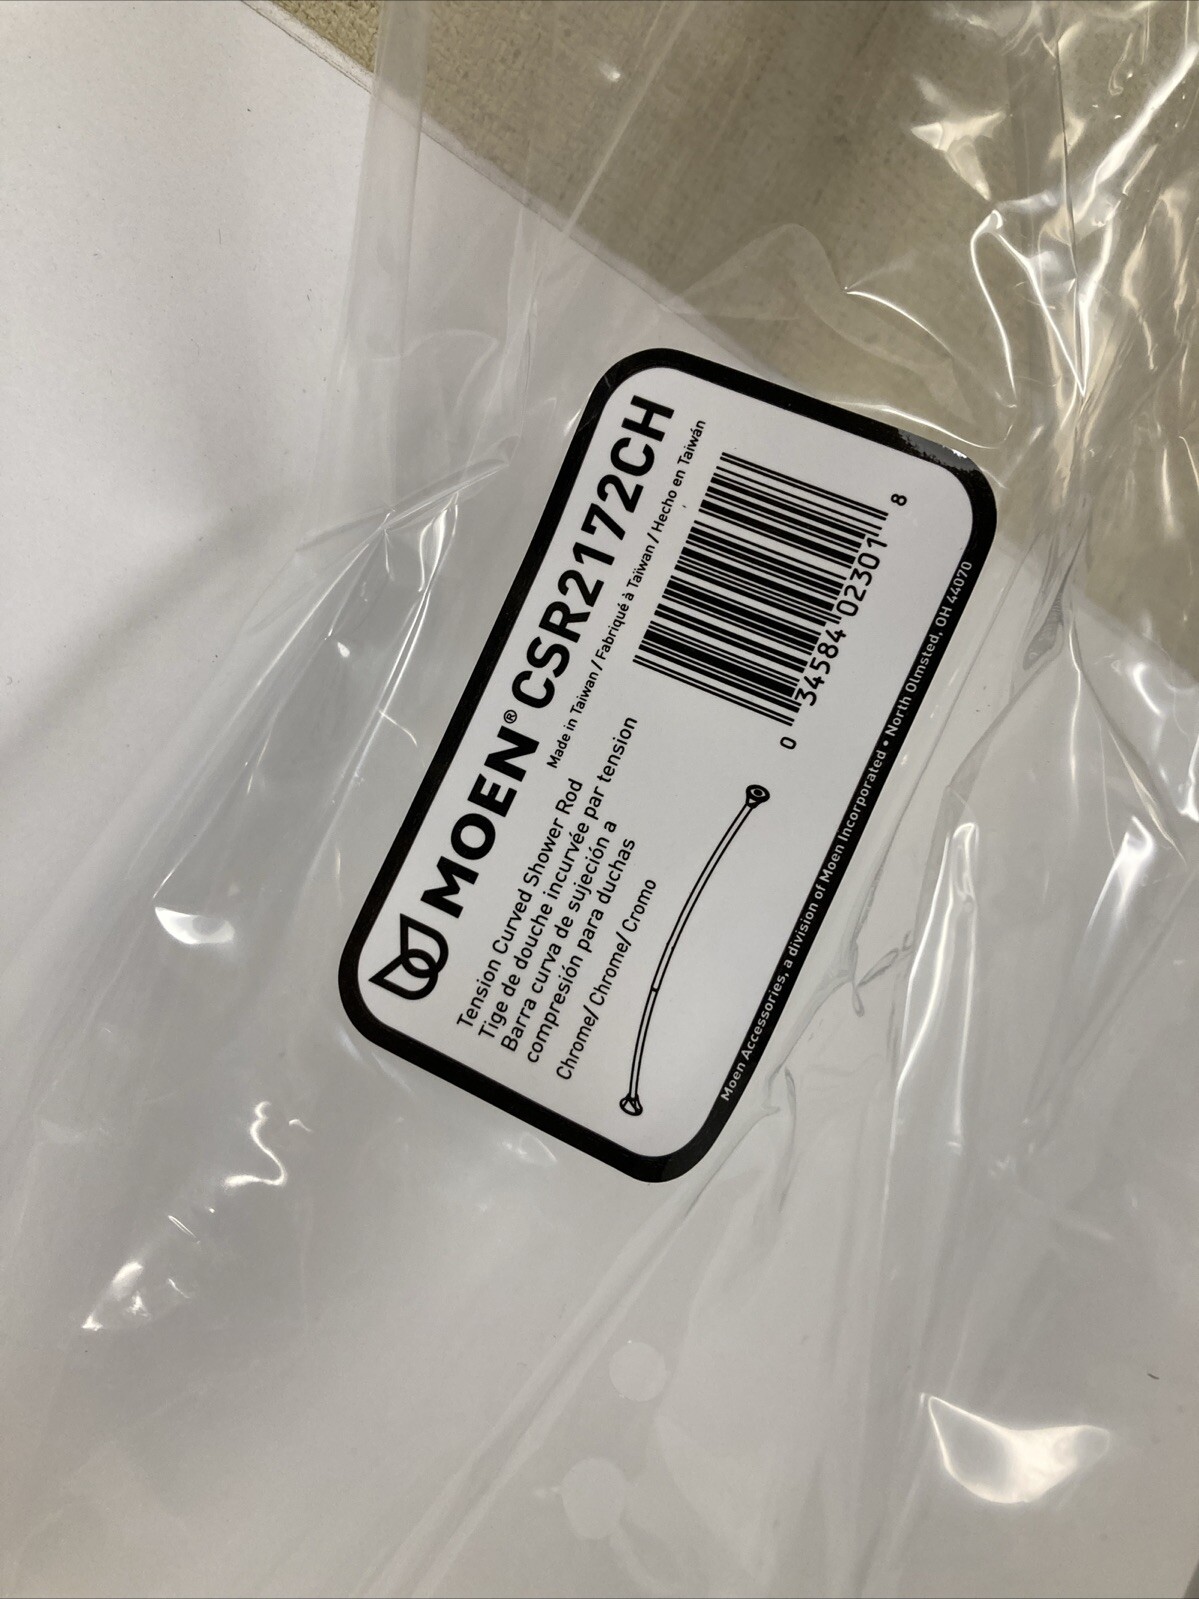 MOEN® CSR2172CH
Made in Taiwan / Fabriqué à Taïwan / Hecho en Taiwán
Tension Curved Shower Rod
Tige de douche incurvée par tension
Barra curva de sujeción a
compresión para duchas
Chrome/ Chrome/ Cromo
0 34584 02301 8
Moen Accessories, a division of Moen Incorporated • North Olmsted, OH 44070